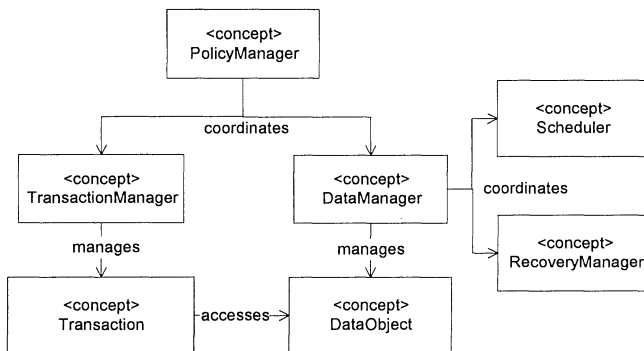 <concept>
PolicyManager
coordinates
<concept>
Scheduler
<concept>
TransactionManager
<concept>
DataManager
coordinates
manages
manages
<concept>
RecoveryManager
<concept>
Transaction
accesses
<concept>
DataObject